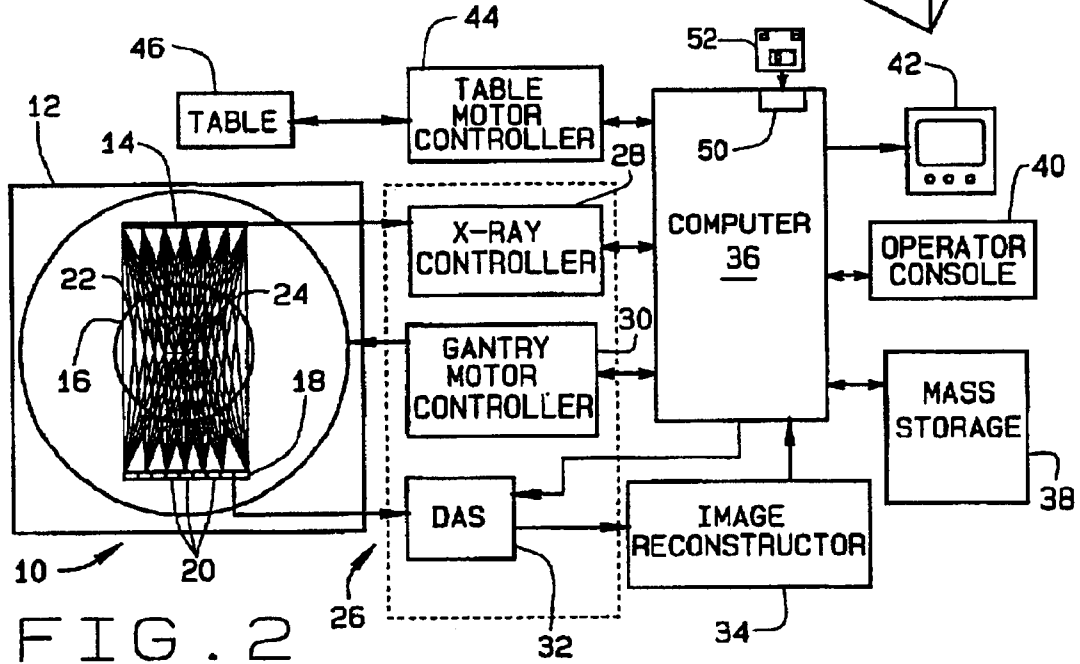 44
46
52
42
12
TABLE
TABLE
MOTOR
CONTROLLER
14
50
28
40
X-RAY
CONTROLLER
COMPUTER
36
OPERATOR
CONSOLE
22
24
30
16
18
GANTRY
MOTOR
CONTROLLER
MASS
STORAGE
38
DAS
IMAGE
RECONSTRUCTOR
10
20
26
32
34
FIG.2